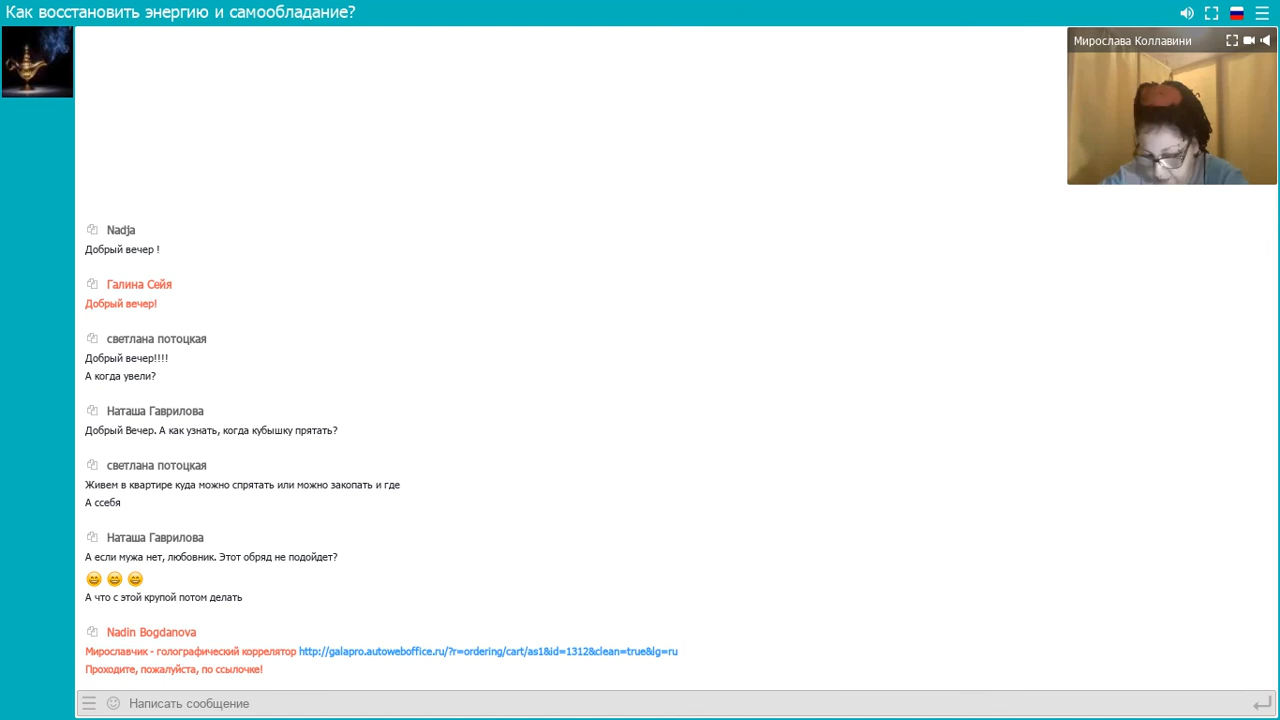 Как восстановить энергию и самообладание?
Мирослава Коллавини
Nadja
Добрый вечер !
Галина Сейя
Добрый вечер!
светлана потоцкая
Добрый вечер!!!!
А когда увели?
Наташа Гаврилова
Добрый Вечер. А как узнать, когда кубышку прятать?
светлана потоцкая
Живем в квартире куда можно спрятать или можно закопать и где
А ссебя
Наташа Гаврилова
А если мужа нет, любовник. Этот обряд не подойдет?
А что с этой крупой потом делать
Nadin Bogdanova
Мирославчик - голографический коррелятор http://galapro.autoweboffice.ru/?r=ordering/cart/as1&id=1312&clean=true&lg=ru
Проходите, пожалуйста, по ссылочке!
Написать сообщение